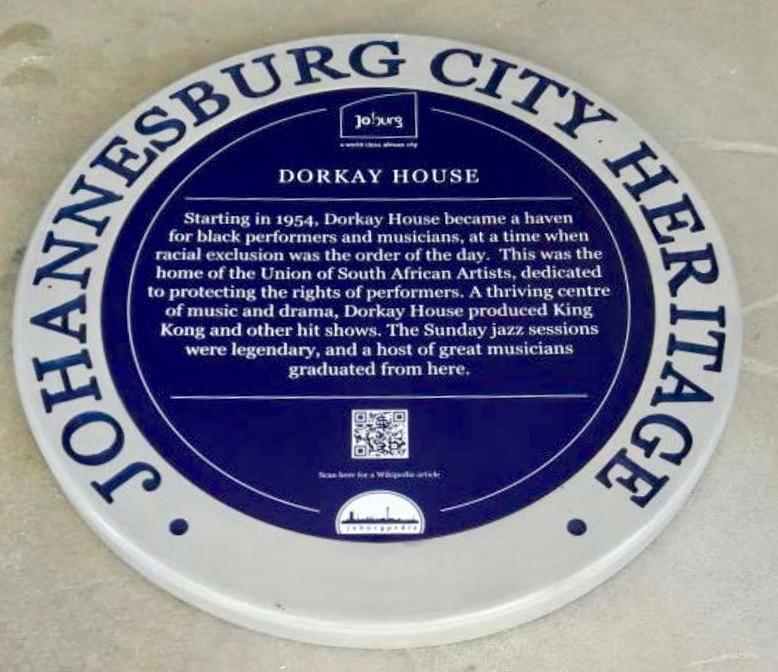 JOHANNESBURG CITY HERITAGE
Joburg
a world class african city
DORKAY HOUSE
Starting in 1954, Dorkay House became a haven
for black performers and musicians, at a time when
racial exclusion was the order of the day. This was the
home of the Union of South African Artists, dedicated
to protecting the rights of performers. A thriving centre
of music and drama, Dorkay House produced King
Kong and other hit shows. The Sunday jazz sessions
were legendary, and a host of great musicians
graduated from here.
Scan here for a Wikipedia article
joburgpedia